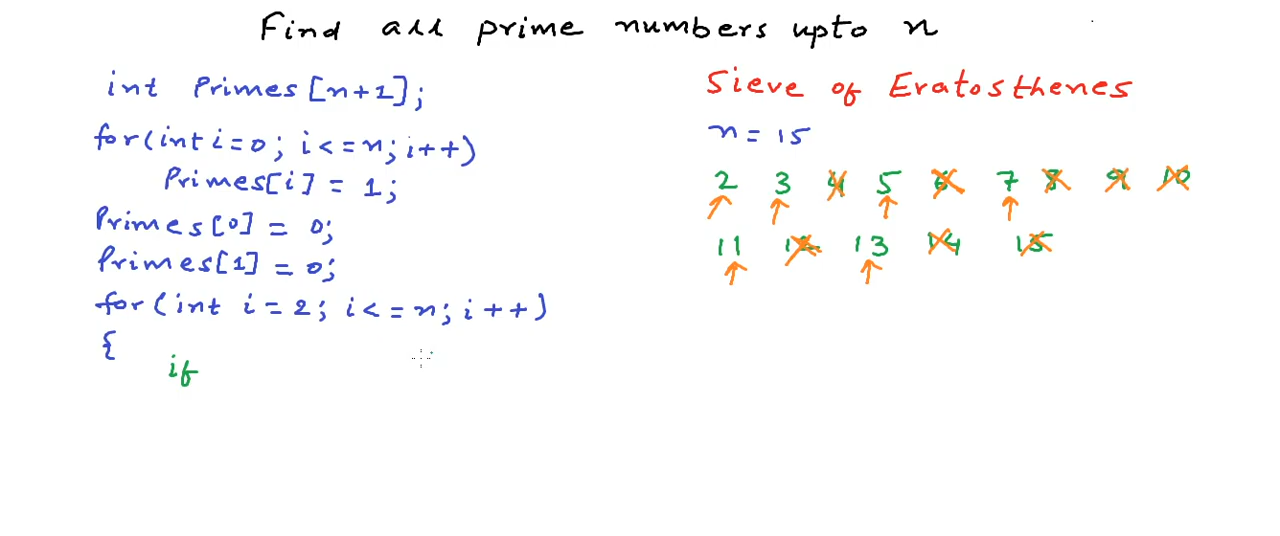 Find all prime numbers upto n
int Primes[n+1];
for(int i=0; i<=n; i++)
Primes[i] = 1;
Primes[0] = 0;
Primes[1] = 0;
for(int i=2; i<=n; i++)
{
if
Sieve of Eratosthenes
n = 15
2 3 4 5 6 7 8 9 10
11 12 13 14 15